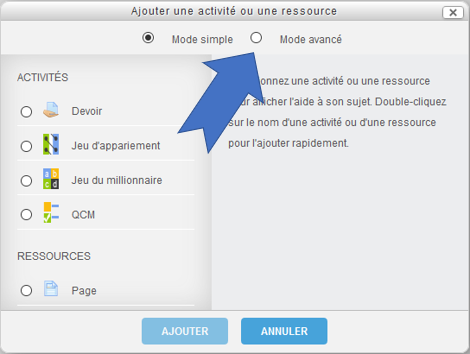 Ajouter une activité ou une ressource
Mode simple Mode avancé
ACTIVITÉS
Devoir
Jeu d'appariement
Jeu du millionnaire
QCM
RESSOURCES
Page
onnez une activité ou une ressource
ur afficher l'aide à son sujet. Double-cliquez
sur le nom d'une activité ou d'une ressource
pour l'ajouter rapidement.
AJOUTER ANNULER